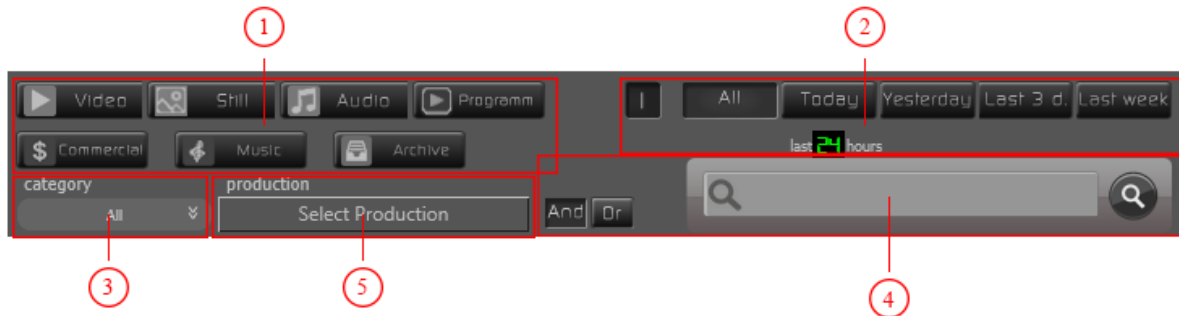 1
2
Video Still Audio Programm
I All Today Yesterday Last 3 d. Last week
Commercial Music Archive
last 24 hours
category
All
production
Select Production
And Or
3
5
4